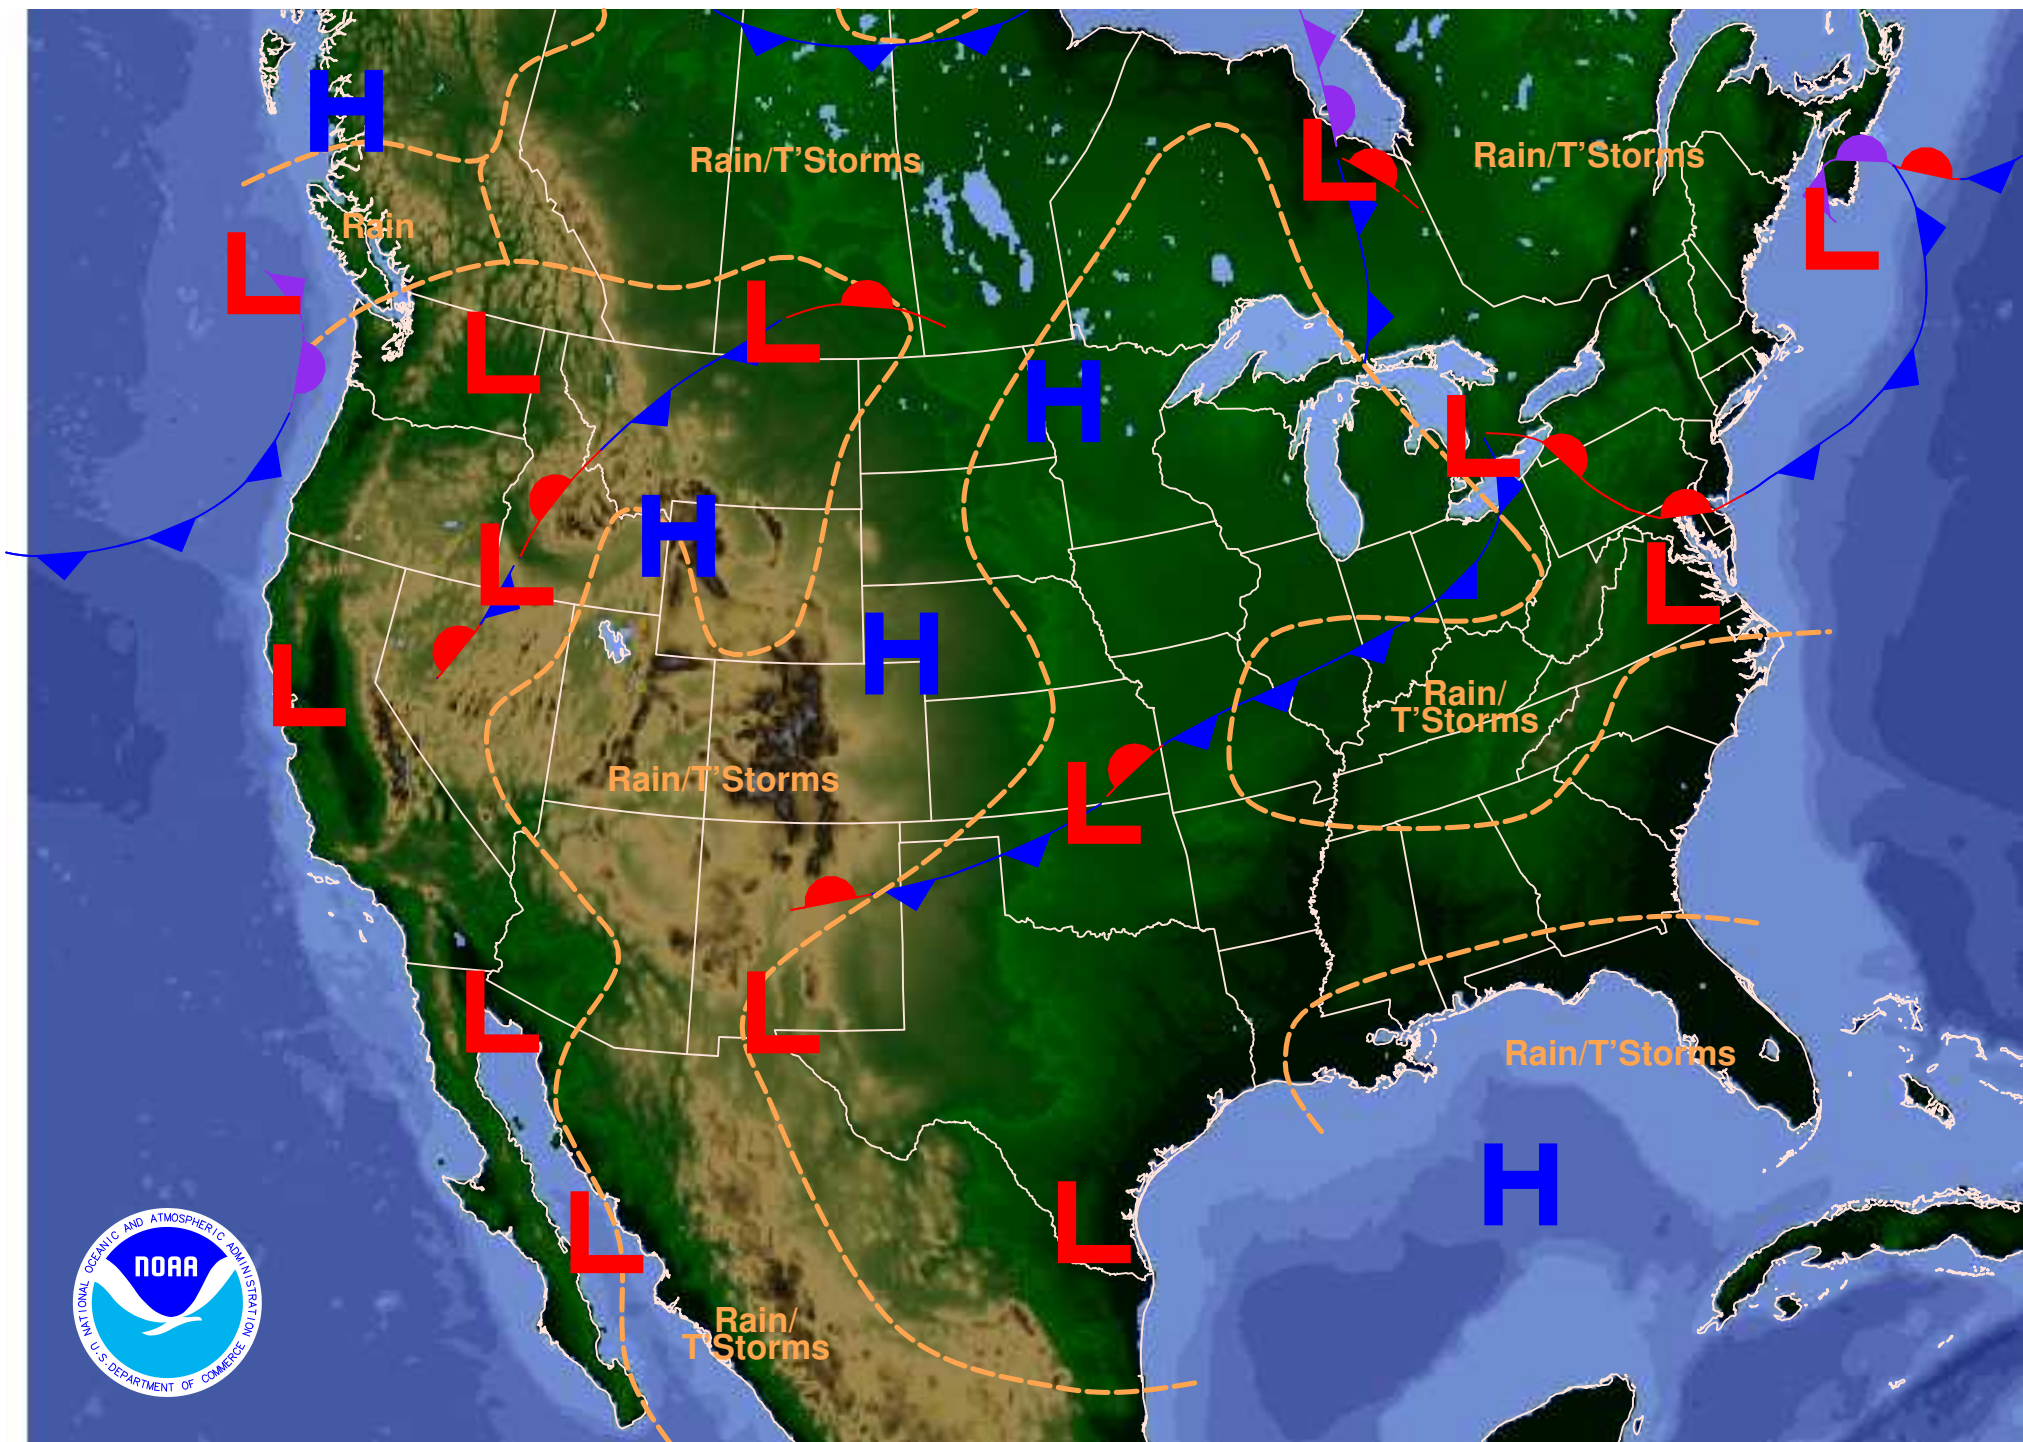 H
Rain/T'Storms
Rain/T'Storms
L
Rain
L
L
L
L
H
L
H
L
L
L
H
Rain/
T'Storms
L
Rain/T'Storms
L
L
L
Rain/T'Storms
H
L
L
Rain/
T'Storms
NATIONAL OCEANIC AND ATMOSPHERIC ADMINISTRATION
NOAA
U.S. DEPARTMENT OF COMMERCE